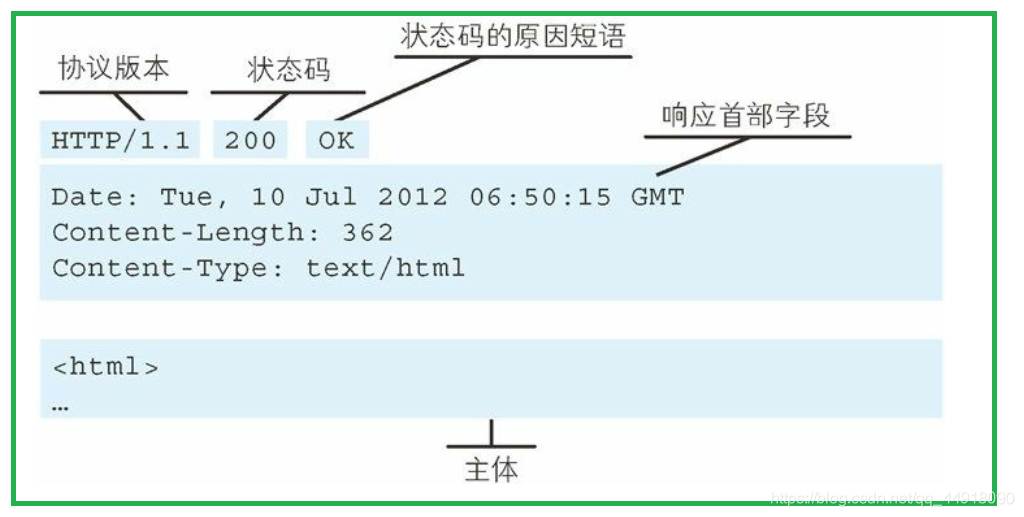 状态码的原因短语
协议版本 状态码
响应首部字段
HTTP/1.1 200 OK
Date: Tue, 10 Jul 2012 06:50:15 GMT
Content-Length: 362
Content-Type: text/html
<html>
…
主体
https://blog.csdn.net/qq_44918090